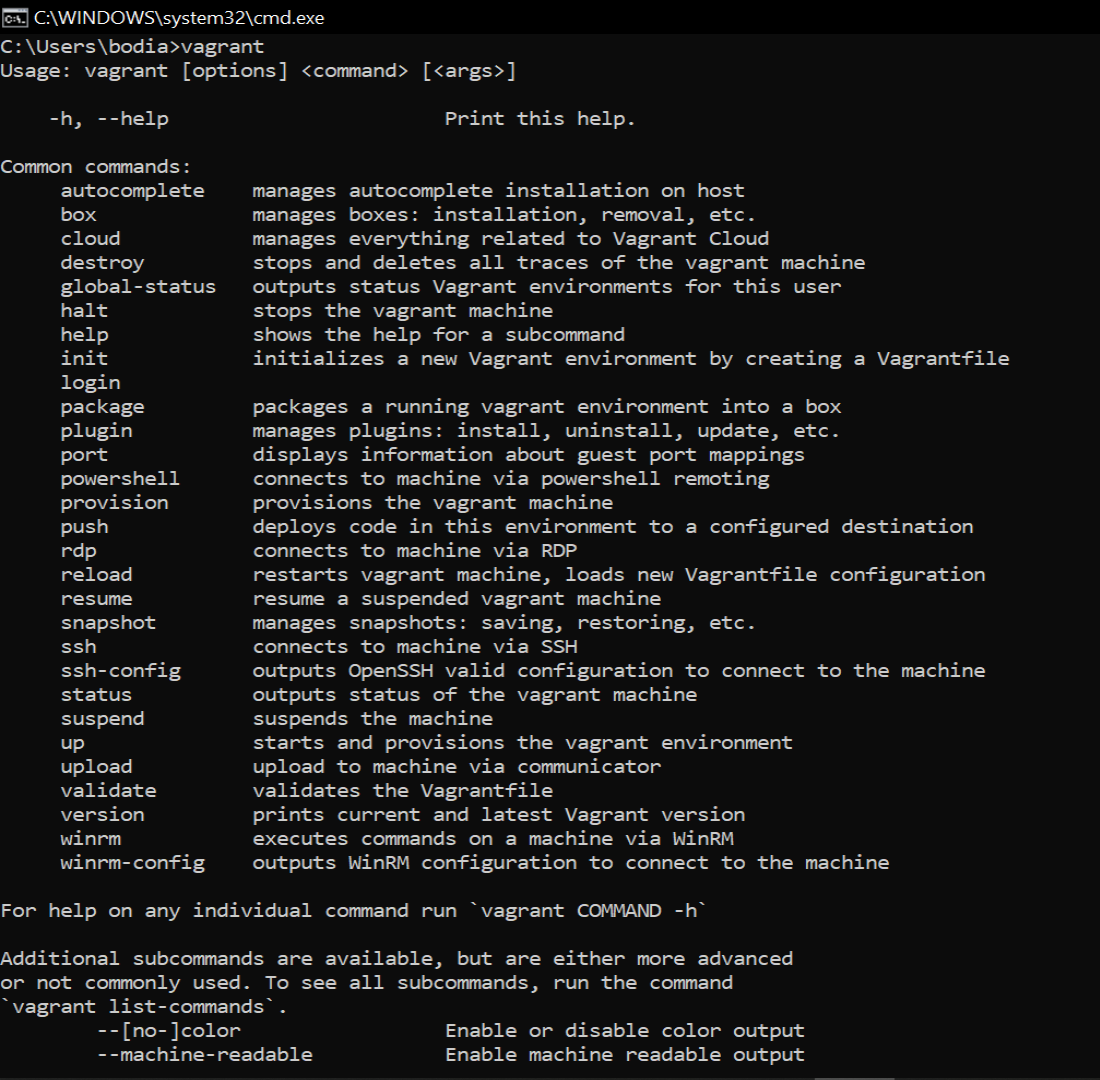 C:\WINDOWS\system32\cmd.exe
C:\Users\bodia>vagrant
Usage: vagrant [options] <command> [<args>]
-h, --help                       Print this help.
Common commands:
autocomplete    manages autocomplete installation on host
box             manages boxes: installation, removal, etc.
cloud           manages everything related to Vagrant Cloud
destroy         stops and deletes all traces of the vagrant machine
global-status   outputs status Vagrant environments for this user
halt            stops the vagrant machine
help            shows the help for a subcommand
init            initializes a new Vagrant environment by creating a Vagrantfile
login
package         packages a running vagrant environment into a box
plugin          manages plugins: install, uninstall, update, etc.
port            displays information about guest port mappings
powershell      connects to machine via powershell remoting
provision       provisions the vagrant machine
push            deploys code in this environment to a configured destination
rdp             connects to machine via RDP
reload          restarts vagrant machine, loads new Vagrantfile configuration
resume          resume a suspended vagrant machine
snapshot        manages snapshots: saving, restoring, etc.
ssh             connects to machine via SSH
ssh-config      outputs OpenSSH valid configuration to connect to the machine
status          outputs status of the vagrant machine
suspend         suspends the machine
up              starts and provisions the vagrant environment
upload          upload to machine via communicator
validate        validates the Vagrantfile
version         prints current and latest Vagrant version
winrm           executes commands on a machine via WinRM
winrm-config    outputs WinRM configuration to connect to the machine
For help on any individual command run `vagrant COMMAND -h`
Additional subcommands are available, but are either more advanced
or not commonly used. To see all subcommands, run the command
`vagrant list-commands`.
--[no-]color                 Enable or disable color output
--machine-readable           Enable machine readable output